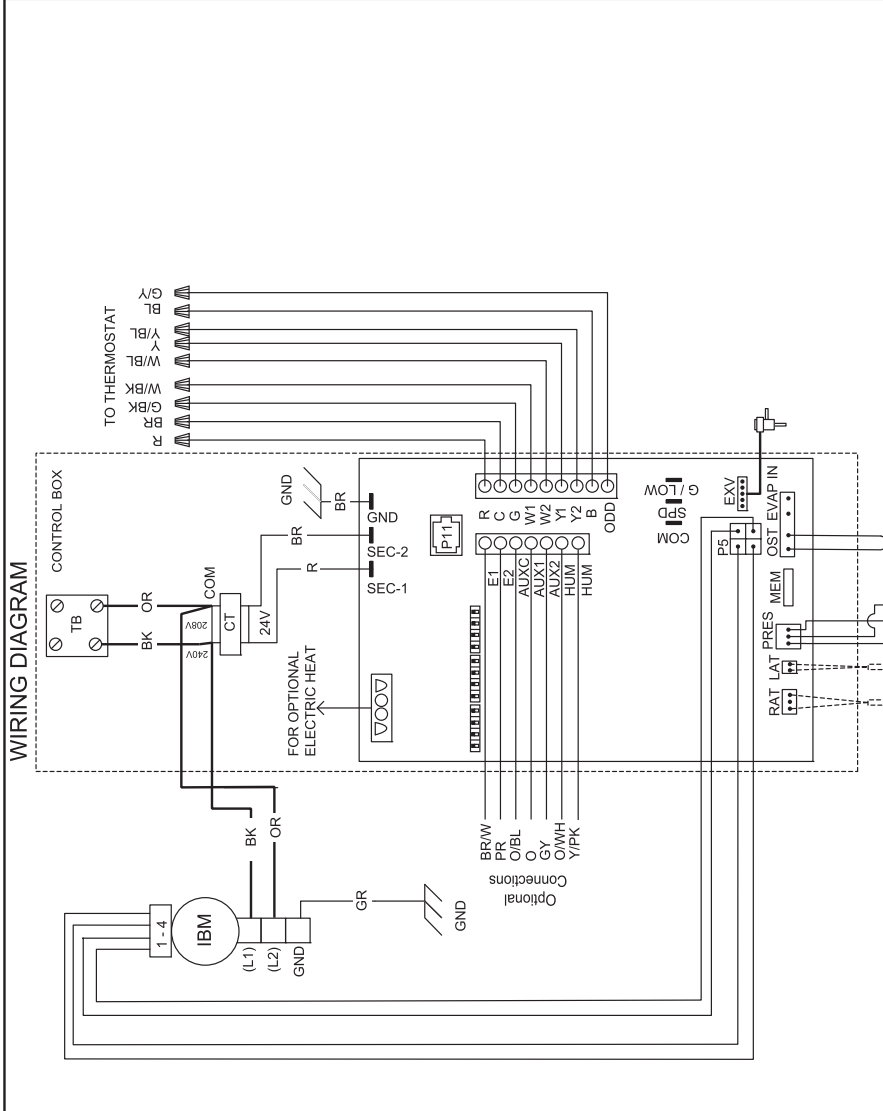 WIRING DIAGRAM
CONTROL BOX
TO THERMOSTAT
R
BR
G/BK
W/BK
W/BL
Y
Y/BL
BL
G/Y
TB
BK
OR
240V
208V
COM
CT
24V
GND
BR
BR
R
GND
SEC-2
SEC-1
FOR OPTIONAL
ELECTRIC HEAT
P11
R
C
G
W1
W2
Y1
Y2
B
ODD
E1
E2
AUXC
AUX1
AUX2
HUM
HUM
BR/W
PR
O/BL
O
GY
O/WH
Y/PK
Optional
Connections
COM
SPD
G / LOW
EXV
P5
OST
EVAP IN
MEM
PRES
LAT
RAT
BK
OR
1 - 4
IBM
(L1)
(L2)
GND
GR
GND